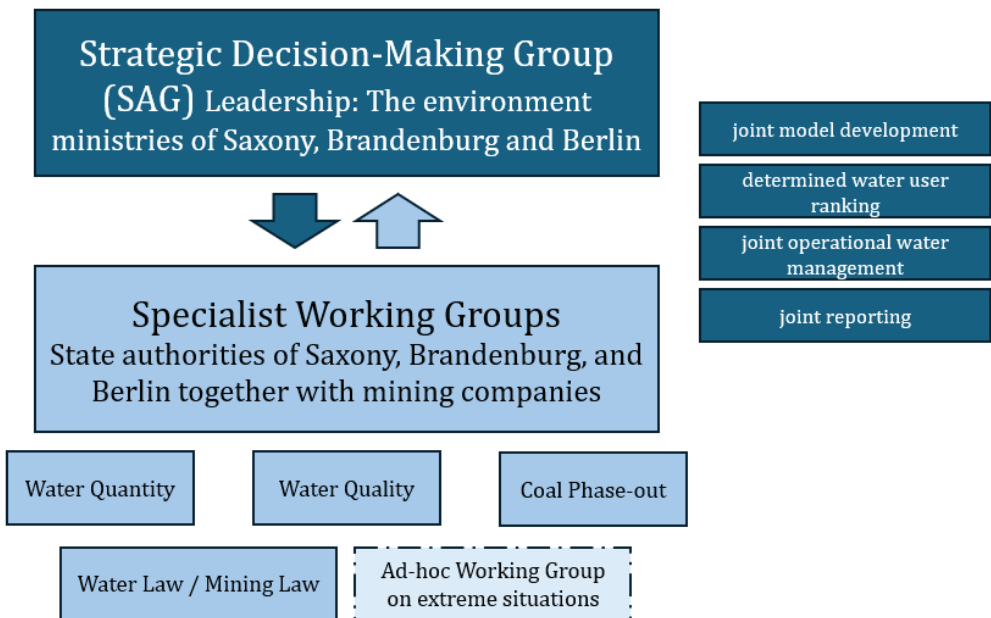 Strategic Decision-Making Group
(SAG) Leadership: The environment
ministries of Saxony, Brandenburg and Berlin
joint model development
determined water user
ranking
joint operational water
management
joint reporting
Specialist Working Groups
State authorities of Saxony, Brandenburg, and
Berlin together with mining companies
Water Quantity
Water Quality
Coal Phase-out
Water Law / Mining Law
Ad-hoc Working Group
on extreme situations